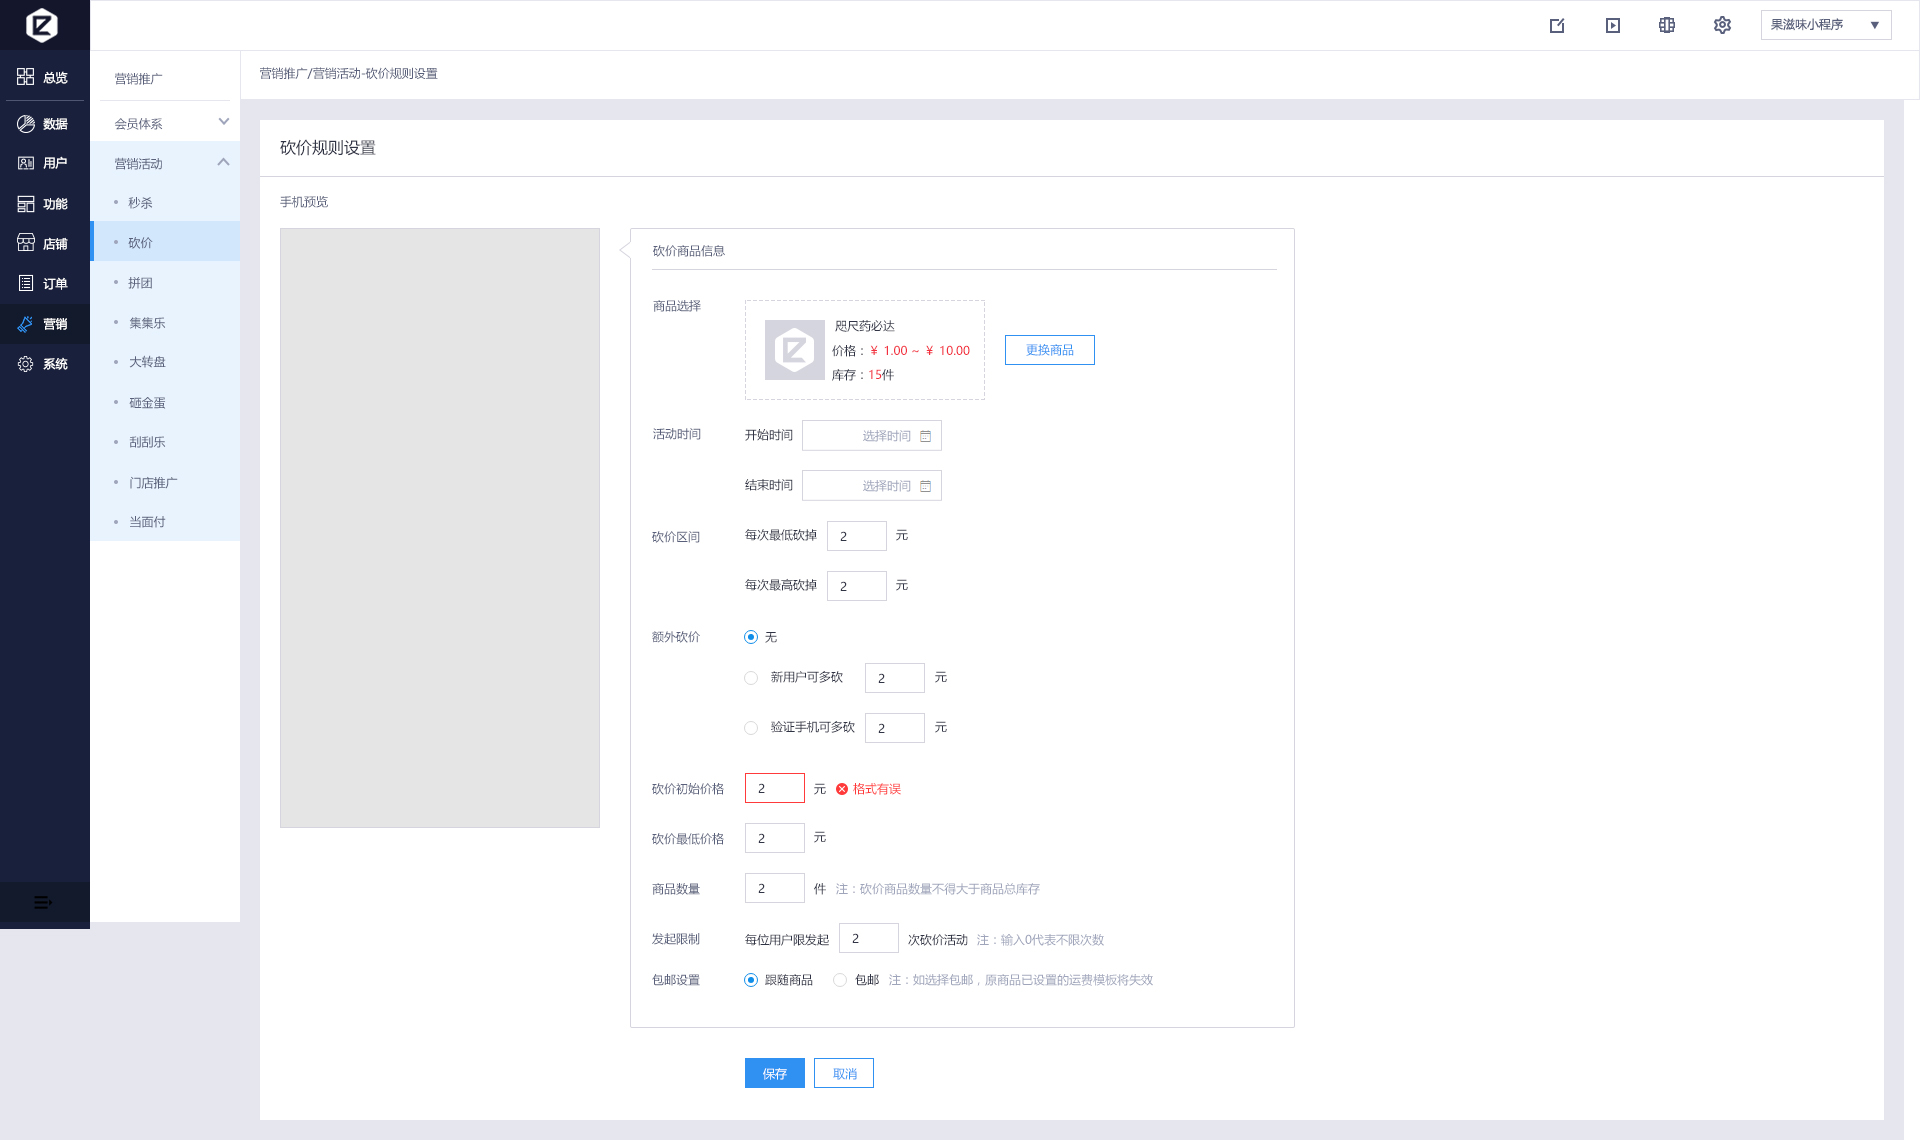 果滋味小程序
总览
数据
用户
功能
店铺
订单
营销
系统
营销推广
会员体系
营销活动
秒杀
砍价
拼团
集集乐
大转盘
砸金蛋
刮刮乐
门店推广
当面付
营销推广/营销活动-砍价规则设置
砍价规则设置
手机预览
砍价商品信息
商品选择
咫尺药必达
价格：¥ 1.00 ~ ¥ 10.00
库存：15件
更换商品
活动时间 开始时间 选择时间
结束时间 选择时间
砍价区间 每次最低砍掉 2 元
每次最高砍掉 2 元
额外砍价 无
新用户可多砍 2 元
验证手机可多砍 2 元
砍价初始价格 2 元 格式有误
砍价最低价格 2 元
商品数量 2 件 注：砍价商品数量不得大于商品总库存
发起限制 每位用户限发起 2 次砍价活动 注：输入0代表不限次数
包邮设置 跟随商品 包邮 注：如选择包邮，原商品已设置的运费模板将失效
保存 取消